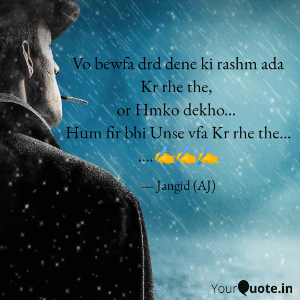 Vo bewfa drd dene ki rashm ada
Kr rhe the,
or Hmko dekho...
Hum fir bhi Unse vfa Kr rhe the...
....✍✍✍
— Jangid (AJ)
YourQuote.in